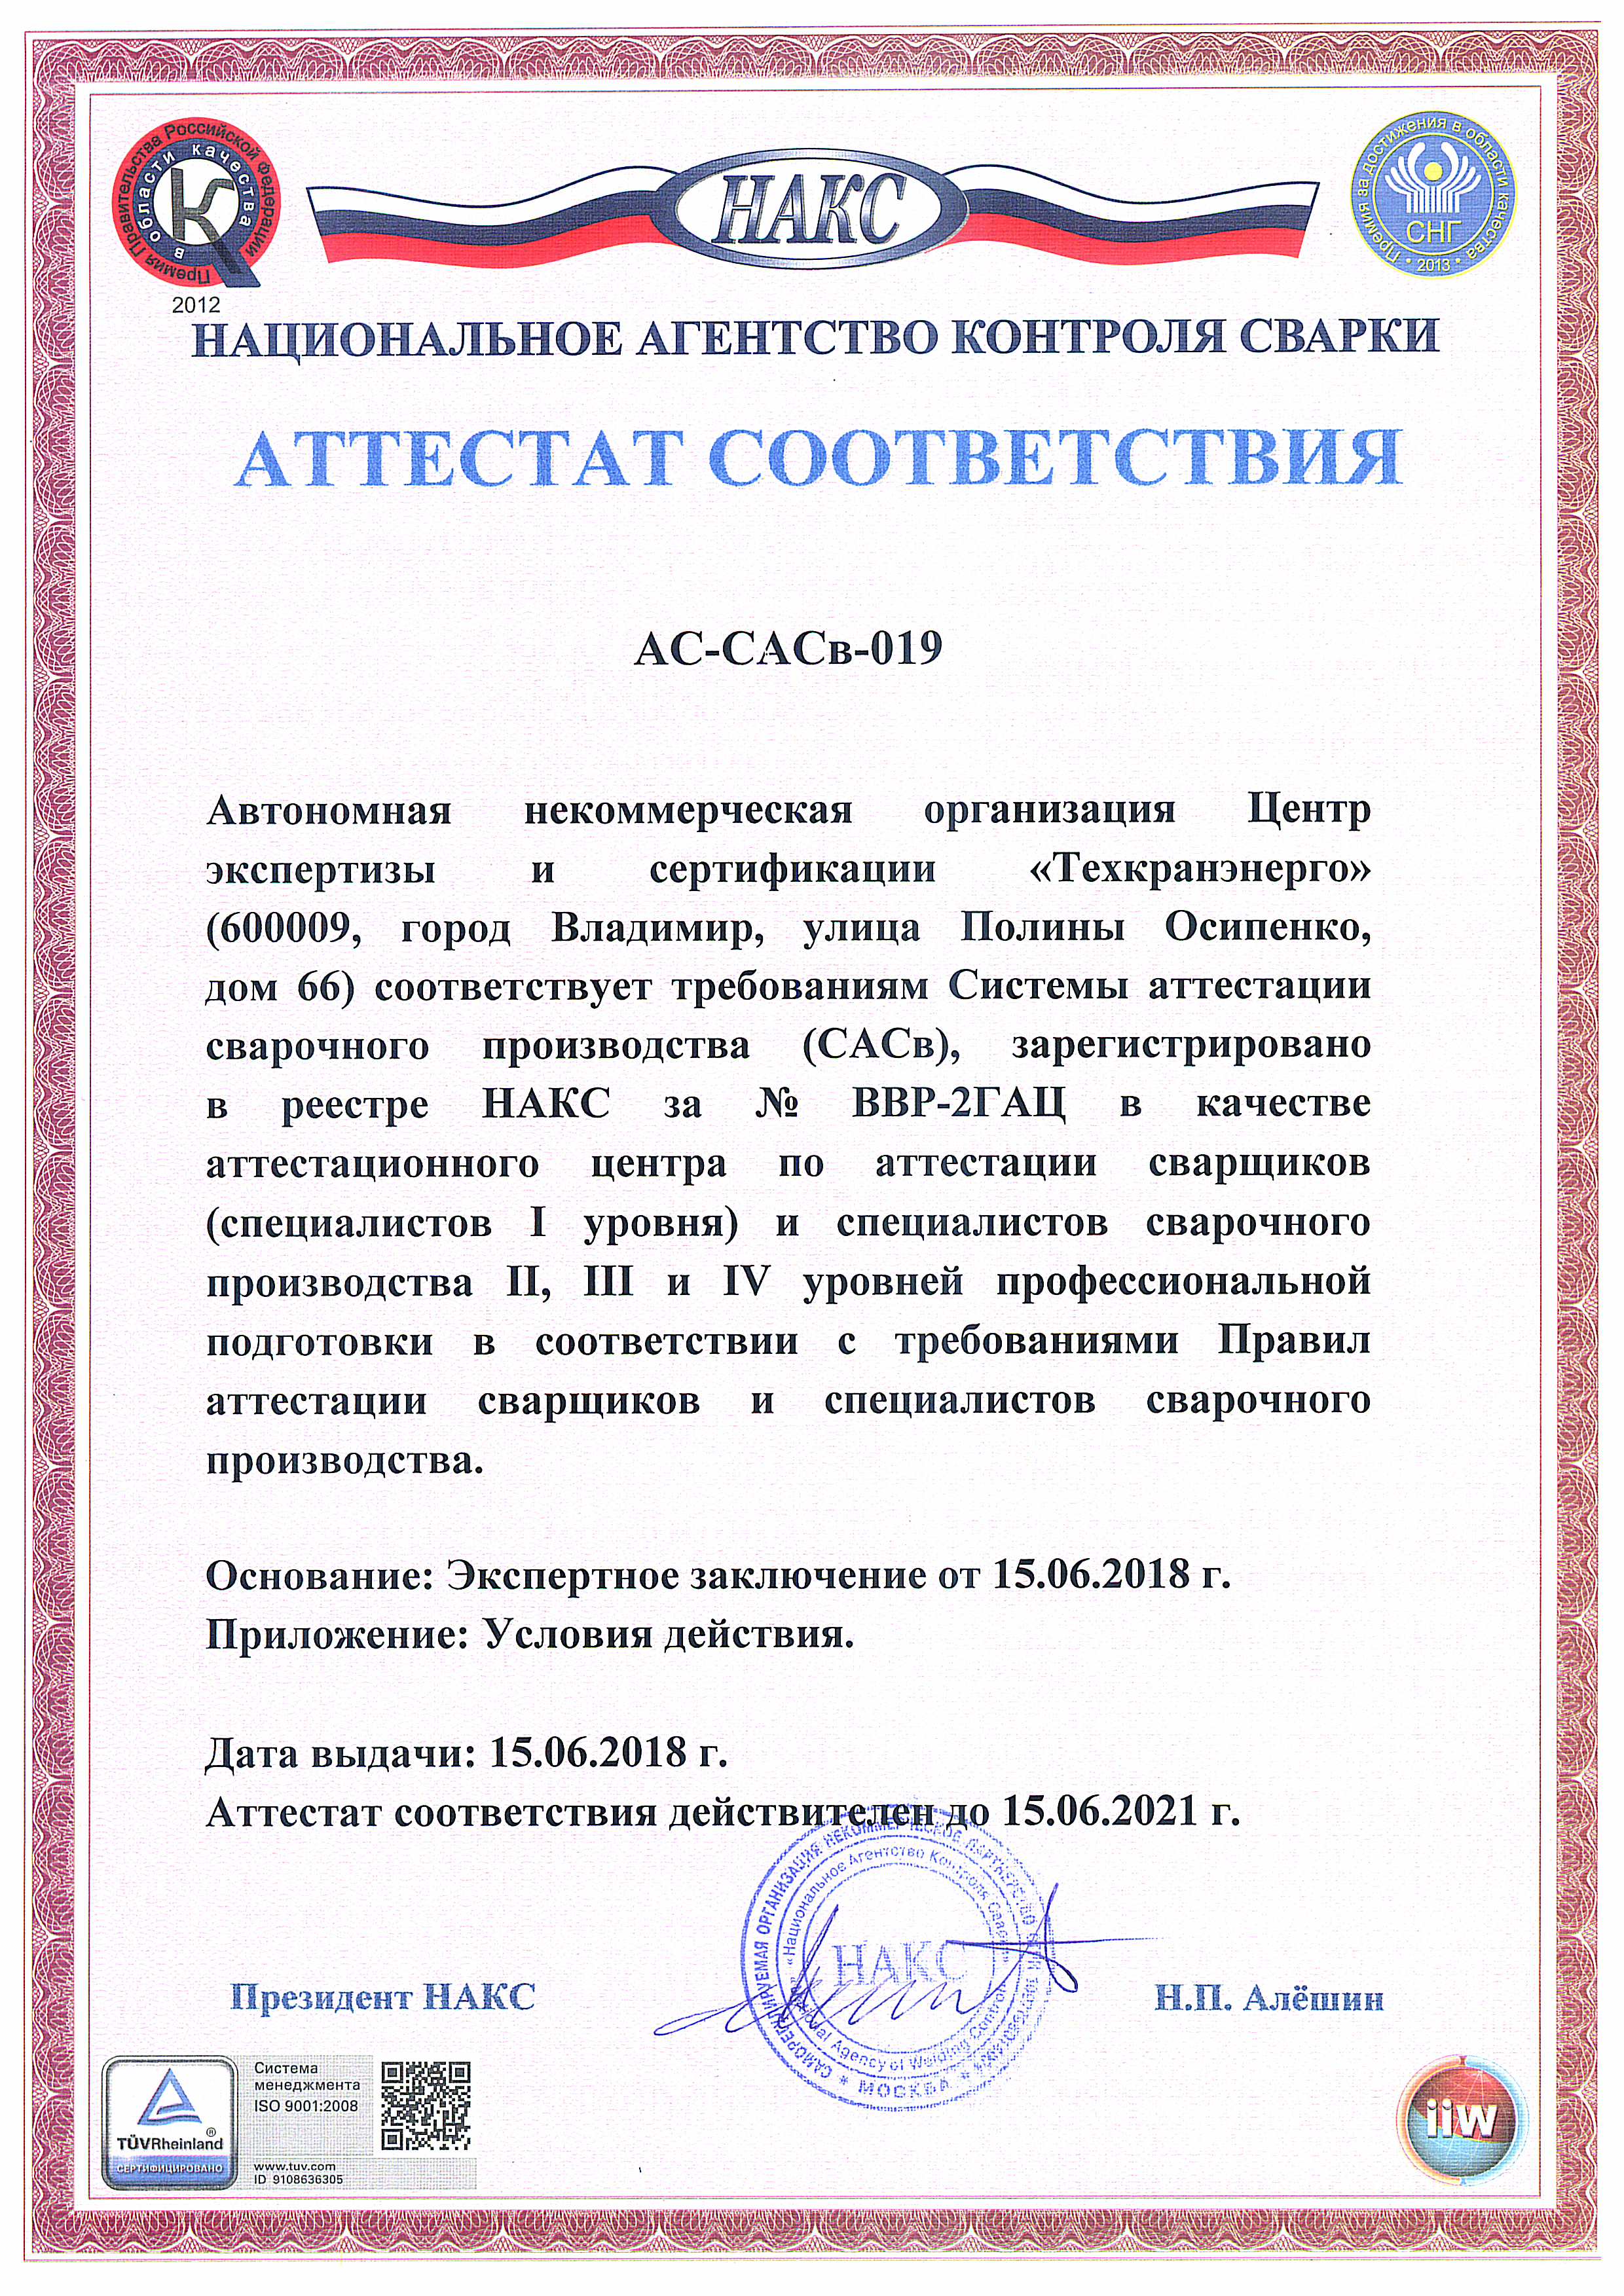 Премия Правительства Российской Федерации
в области качества
2012
НАКС
Премия за достижения в области качества
СНГ
• 2013 •
НАЦИОНАЛЬНОЕ АГЕНТСТВО КОНТРОЛЯ СВАРКИ
АТТЕСТАТ СООТВЕТСТВИЯ
АС-САСв-019
Автономная некоммерческая организация Центр
экспертизы и сертификации «Техкранэнерго»
(600009, город Владимир, улица Полины Осипенко,
дом 66) соответствует требованиям Системы аттестации
сварочного производства (САСв), зарегистрировано
в реестре НАКС за № ВВР-2ГАЦ в качестве
аттестационного центра по аттестации сварщиков
(специалистов I уровня) и специалистов сварочного
производства II, III и IV уровней профессиональной
подготовки в соответствии с требованиями Правил
аттестации сварщиков и специалистов сварочного
производства.
Основание: Экспертное заключение от 15.06.2018 г.
Приложение: Условия действия.
Дата выдачи: 15.06.2018 г.
Аттестат соответствия действителен до 15.06.2021 г.
САМОРЕГУЛИРУЕМАЯ ОРГАНИЗАЦИЯ НЕКОММЕРЧЕСКОЕ ПАРТНЕРСТВО
«Национальное Агентство Контроля Сварки»
National Agency of Welding Control
НАКС
* МОСКВА *
Президент НАКС
Н.П. Алёшин
TÜVRheinland®
СЕРТИФИЦИРОВАНО
Система
менеджмента
ISO 9001:2008
www.tuv.com
ID 9108636305
iiw